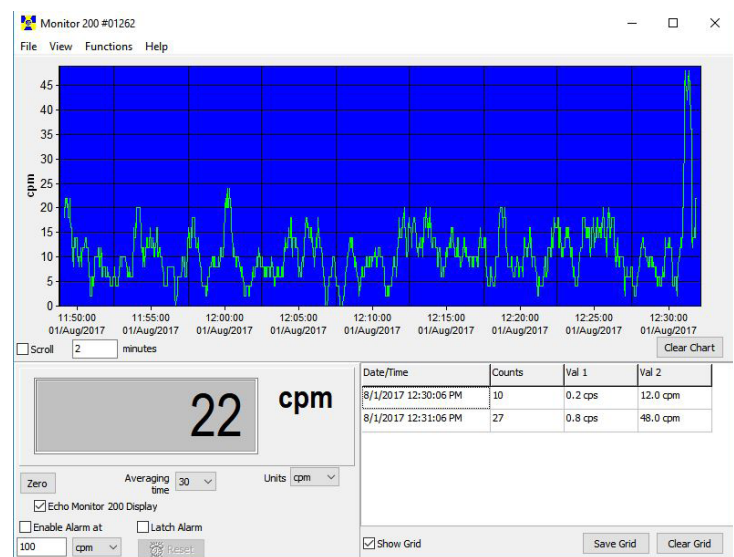 Monitor 200 #01262
File View Functions Help
45
40
35
30
25
20
15
10
5
0
cpm
11:50:00 11:55:00 12:00:00 12:05:00 12:10:00 12:15:00 12:20:00 12:25:00 12:30:00
01/Aug/2017 01/Aug/2017 01/Aug/2017 01/Aug/2017 01/Aug/2017 01/Aug/2017 01/Aug/2017 01/Aug/2017 01/Aug/2017
Scroll 2 minutes Clear Chart
22 cpm
Zero Averaging time 30 Units cpm
Echo Monitor 200 Display
Enable Alarm at Latch Alarm
100 cpm Reset
Date/Time Counts Val 1 Val 2
8/1/2017 12:30:06 PM 10 0.2 cps 12.0 cpm
8/1/2017 12:31:06 PM 27 0.8 cps 48.0 cpm
Show Grid Save Grid Clear Grid